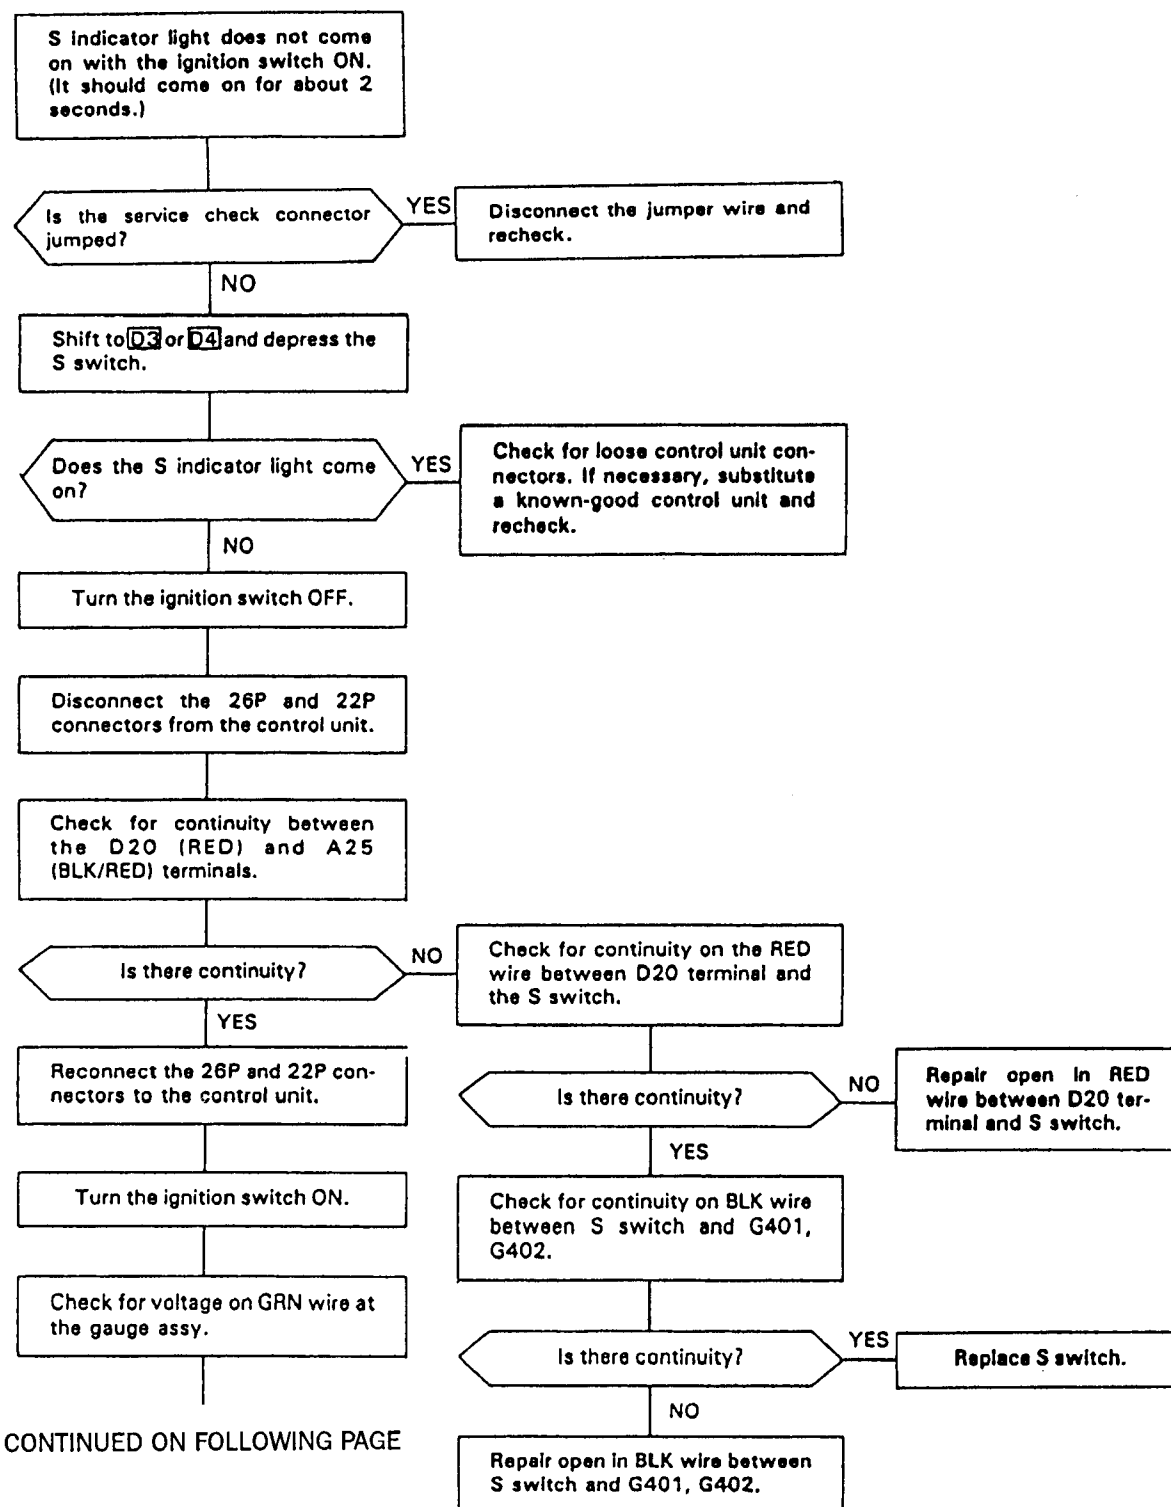 S indicator light does not come
on with the ignition switch ON.
(It should come on for about 2
seconds.)
Is the service check connector
jumped?
YES
Disconnect the jumper wire and
recheck.
NO
Shift to D3 or D4 and depress the
S switch.
Does the S indicator light come
on?
YES
Check for loose control unit con-
nectors. If necessary, substitute
a known-good control unit and
recheck.
NO
Turn the ignition switch OFF.
Disconnect the 26P and 22P
connectors from the control unit.
Check for continuity between
the D20 (RED) and A25
(BLK/RED) terminals.
Is there continuity?
NO
Check for continuity on the RED
wire between D20 terminal and
the S switch.
YES
Reconnect the 26P and 22P con-
nectors to the control unit.
Is there continuity?
NO
Repair open in RED
wire between D20 ter-
minal and S switch.
YES
Turn the ignition switch ON.
Check for continuity on BLK wire
between S switch and G401,
G402.
Check for voltage on GRN wire at
the gauge assy.
Is there continuity?
YES
Replace S switch.
NO
CONTINUED ON FOLLOWING PAGE
Repair open in BLK wire between
S switch and G401, G402.